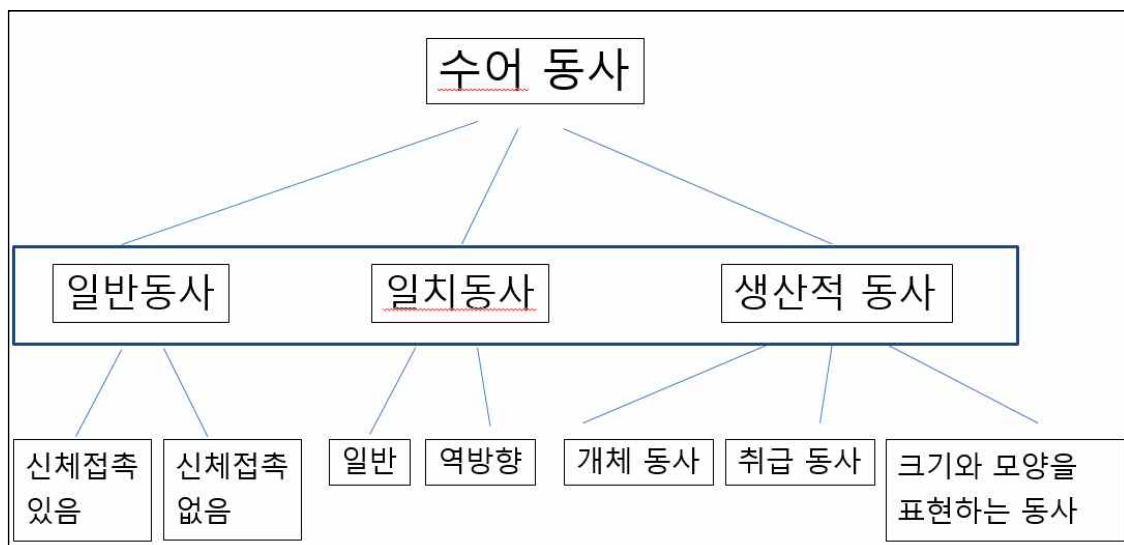 수어 동사
일반동사
일치동사
생산적 동사
신체접촉
있음
신체접촉
없음
일반
역방향
개체 동사
취급 동사
크기와 모양을
표현하는 동사